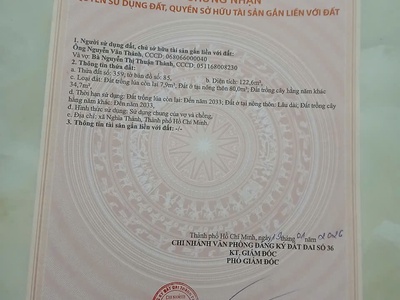 QUYỀN SỬ DỤNG ĐẤT, QUYỀN SỞ HỮU TÀI SẢN GẮN LIỀN VỚI ĐẤT
1. Người sử dụng đất, chủ sở hữu tài sản gắn liền với đất:
Ông Nguyễn Văn Thành, CCCD: 068066000040
Và vợ: Bà Nguyễn Thị Thuận Thành, CCCD: 051168008230
2. Thông tin thửa đất:
a. Thửa đất số: 359; tờ bản đồ số: 85, b. Diện tích: 122,6m²,
c. Loại đất: Đất trồng lúa còn lại 7,9m², Đất ở tại nông thôn 80,0m²; Đất trồng cây hằng năm khác
34,7m²,
d. Thời hạn sử dụng: Đất trồng lúa còn lại: Đến 2033; Đất ở tại nông thôn: Lâu dài; Đất trồng cây
hằng năm khác: Đến năm 2033,
đ. Hình thức sử dụng: Sử dụng chung của vợ và chồng,
e. Địa chỉ: xã Nghĩa Thành, Thành phố Hồ Chí Minh.
3. Thông tin tài sản gắn liền với đất: -/-
Thành phố Hồ Chí Minh, ngày 13 tháng 01 năm 2026
CHI NHÁNH VĂN PHÒNG ĐĂNG KÝ ĐẤT ĐAI SỐ 36
KT. GIÁM ĐỐC
PHÓ GIÁM ĐỐC